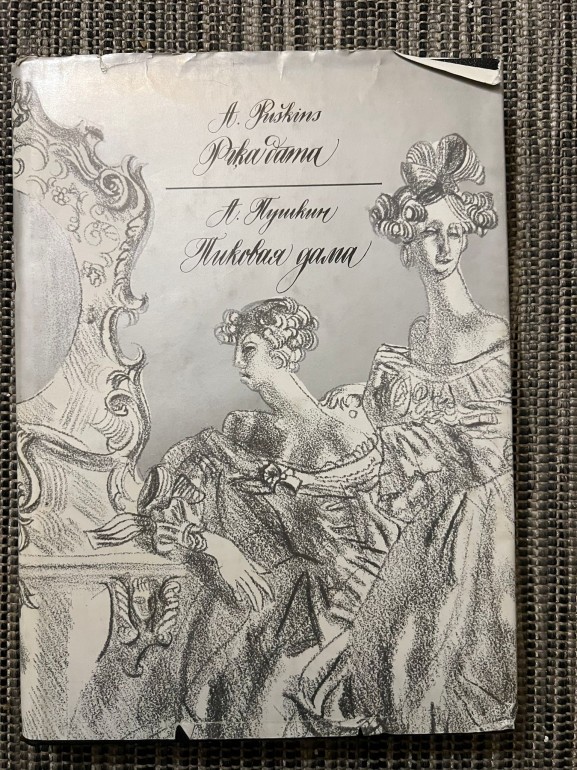 A. Puškins
Pīķa dāma
А. Пушкин
Пиковая дама